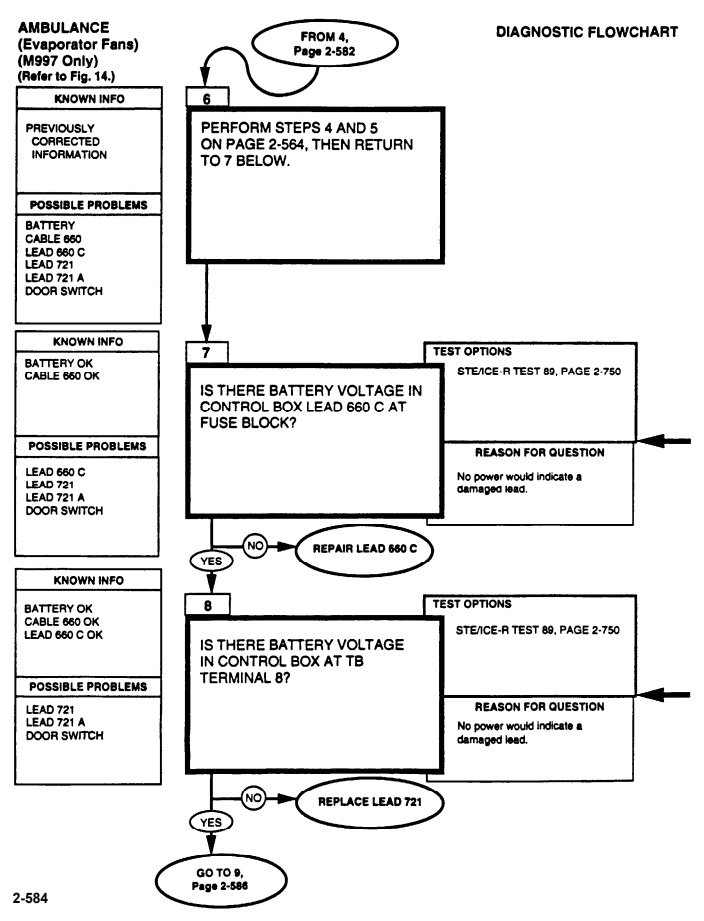 AMBULANCE
(Evaporator Fans)
(M997 Only)
(Refer to Fig. 14.)
DIAGNOSTIC FLOWCHART
FROM 4,
Page 2-582
KNOWN INFO
PREVIOUSLY
CORRECTED
INFORMATION
POSSIBLE PROBLEMS
BATTERY
CABLE 660
LEAD 660 C
LEAD 721
LEAD 721 A
DOOR SWITCH
6
PERFORM STEPS 4 AND 5
ON PAGE 2-564, THEN RETURN
TO 7 BELOW.
KNOWN INFO
BATTERY OK
CABLE 660 OK
POSSIBLE PROBLEMS
LEAD 660 C
LEAD 721
LEAD 721 A
DOOR SWITCH
7
IS THERE BATTERY VOLTAGE IN
CONTROL BOX LEAD 660 C AT
FUSE BLOCK?
TEST OPTIONS
STE/ICE-R TEST 89, PAGE 2-750
REASON FOR QUESTION
No power would indicate a
damaged lead.
NO
REPAIR LEAD 660 C
YES
KNOWN INFO
BATTERY OK
CABLE 660 OK
LEAD 660 C OK
POSSIBLE PROBLEMS
LEAD 721
LEAD 721 A
DOOR SWITCH
8
IS THERE BATTERY VOLTAGE
IN CONTROL BOX AT TB
TERMINAL 8?
TEST OPTIONS
STE/ICE-R TEST 89, PAGE 2-750
REASON FOR QUESTION
No power would indicate a
damaged lead.
NO
REPLACE LEAD 721
YES
GO TO 9,
Page 2-586
2-584